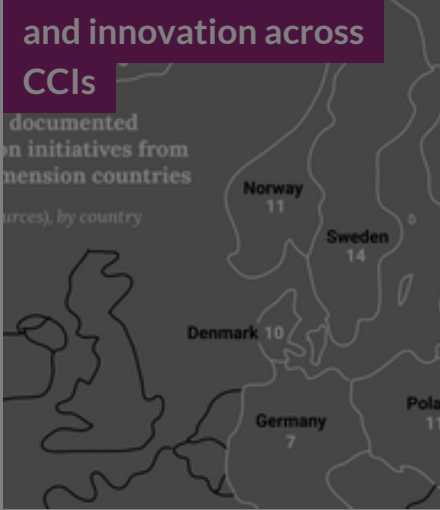 and innovation across
CCIs
documented
on initiatives from
mension countries
urces), by country
Norway
11
Sweden
14
Denmark 10
Germany
7
Pola
11